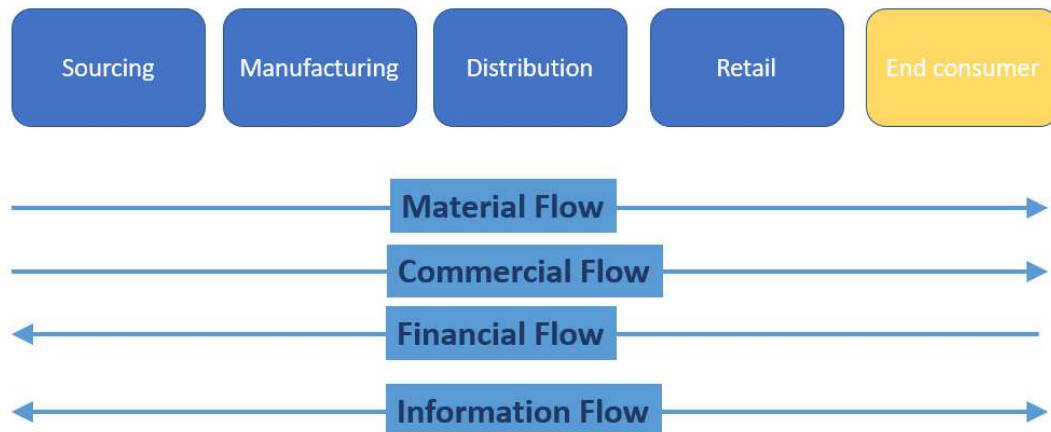 Sourcing
Manufacturing
Distribution
Retail
End consumer
Material Flow
Commercial Flow
Financial Flow
Information Flow